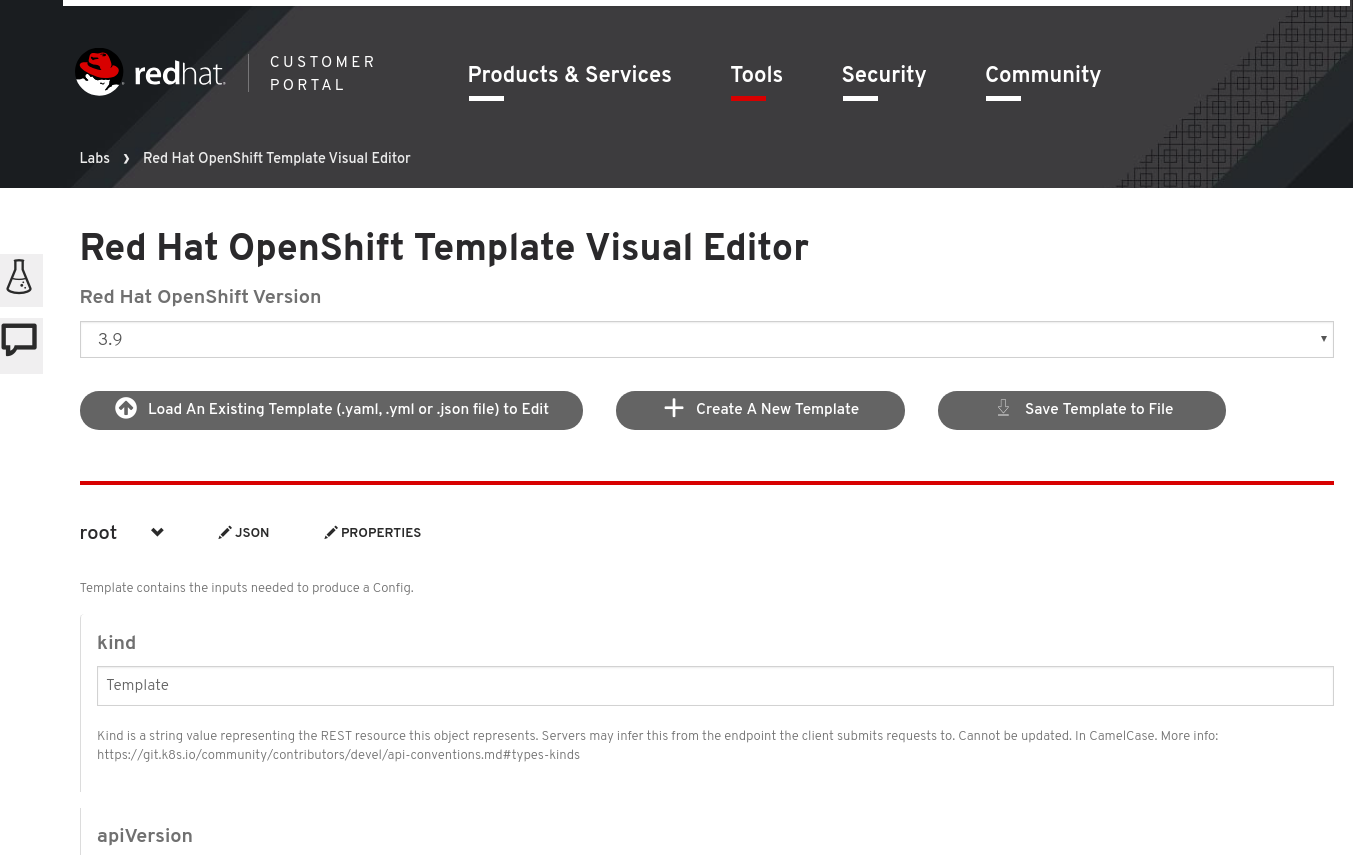 redhat.
CUSTOMER
PORTAL
Products & Services
Tools
Security
Community
Labs ❯ Red Hat OpenShift Template Visual Editor
Red Hat OpenShift Template Visual Editor
Red Hat OpenShift Version
3.9
Load An Existing Template (.yaml, .yml or .json file) to Edit
Create A New Template
Save Template to File
root
JSON
PROPERTIES
Template contains the inputs needed to produce a Config.
kind
Template
Kind is a string value representing the REST resource this object represents. Servers may infer this from the endpoint the client submits requests to. Cannot be updated. In CamelCase. More info:
https://git.k8s.io/community/contributors/devel/api-conventions.md#types-kinds
apiVersion